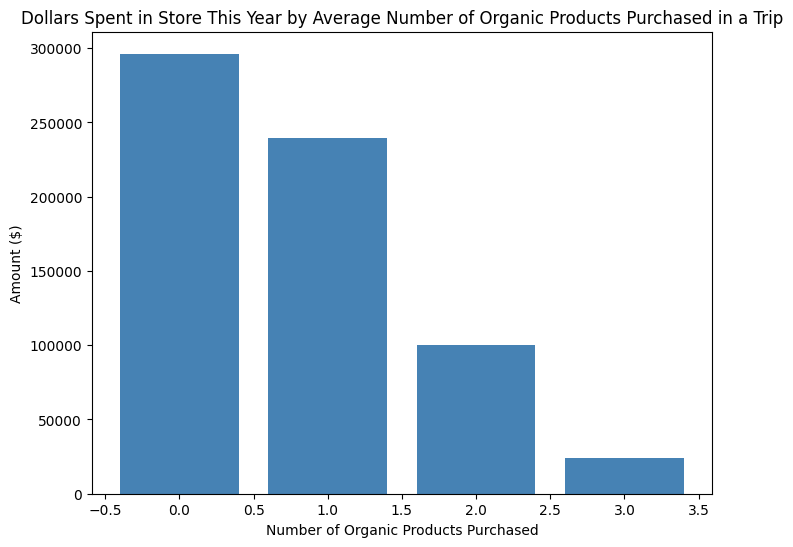 Dollars Spent in Store This Year by Average Number of Organic Products Purchased in a Trip
300000
250000
200000
150000
100000
50000
0
Amount ($)
−0.5 0.0 0.5 1.0 1.5 2.0 2.5 3.0 3.5
Number of Organic Products Purchased